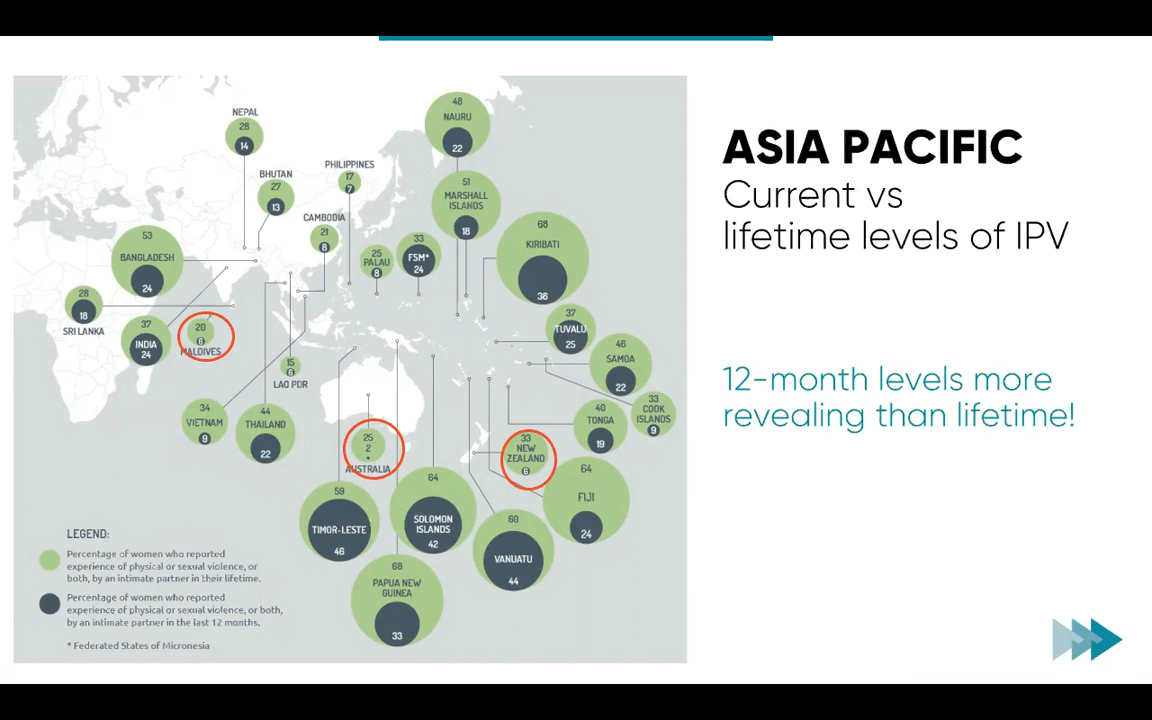 NEPAL
28
14
BHUTAN
27
13
PHILIPPINES
17
7
CAMBODIA
21
8
48
NAURU
22
51
MARSHALL
ISLANDS
18
68
KIRIBATI
36
53
BANGLADESH
24
25
PALAU
8
33
FSM*
24
28
18
SRI LANKA
37
INDIA
24
20
6
MALDIVES
15
6
LAO PDR
37
TUVALU
25
46
SAMOA
22
33
COOK
ISLANDS
9
34
VIETNAM
9
44
THAILAND
22
25
2
*
AUSTRALIA
33
NEW
ZEALAND
6
40
TONGA
19
64
FIJI
24
59
TIMOR-LESTE
46
64
SOLOMON
ISLANDS
42
60
VANUATU
44
68
PAPUA NEW
GUINEA
33
LEGEND:
Percentage of women who reported
experience of physical or sexual violence, or
both, by an intimate partner in their lifetime.
Percentage of women who reported
experience of physical or sexual violence, or both,
by an intimate partner in the last 12 months.
* Federated States of Micronesia
ASIA PACIFIC
Current vs
lifetime levels of IPV
12-month levels more
revealing than lifetime!